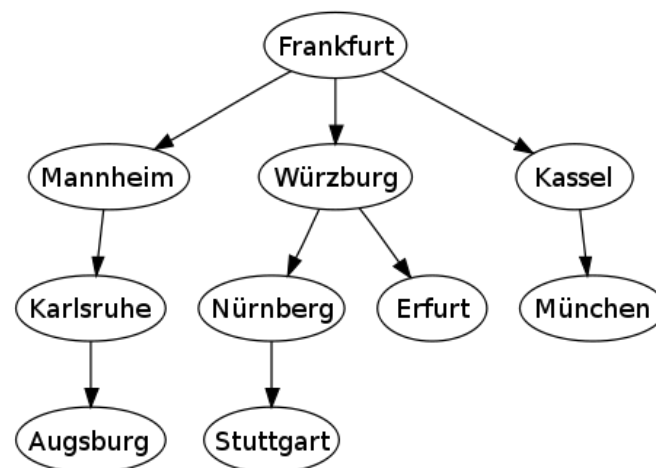 Frankfurt
Mannheim
Würzburg
Kassel
Karlsruhe
Nürnberg
Erfurt
München
Augsburg
Stuttgart